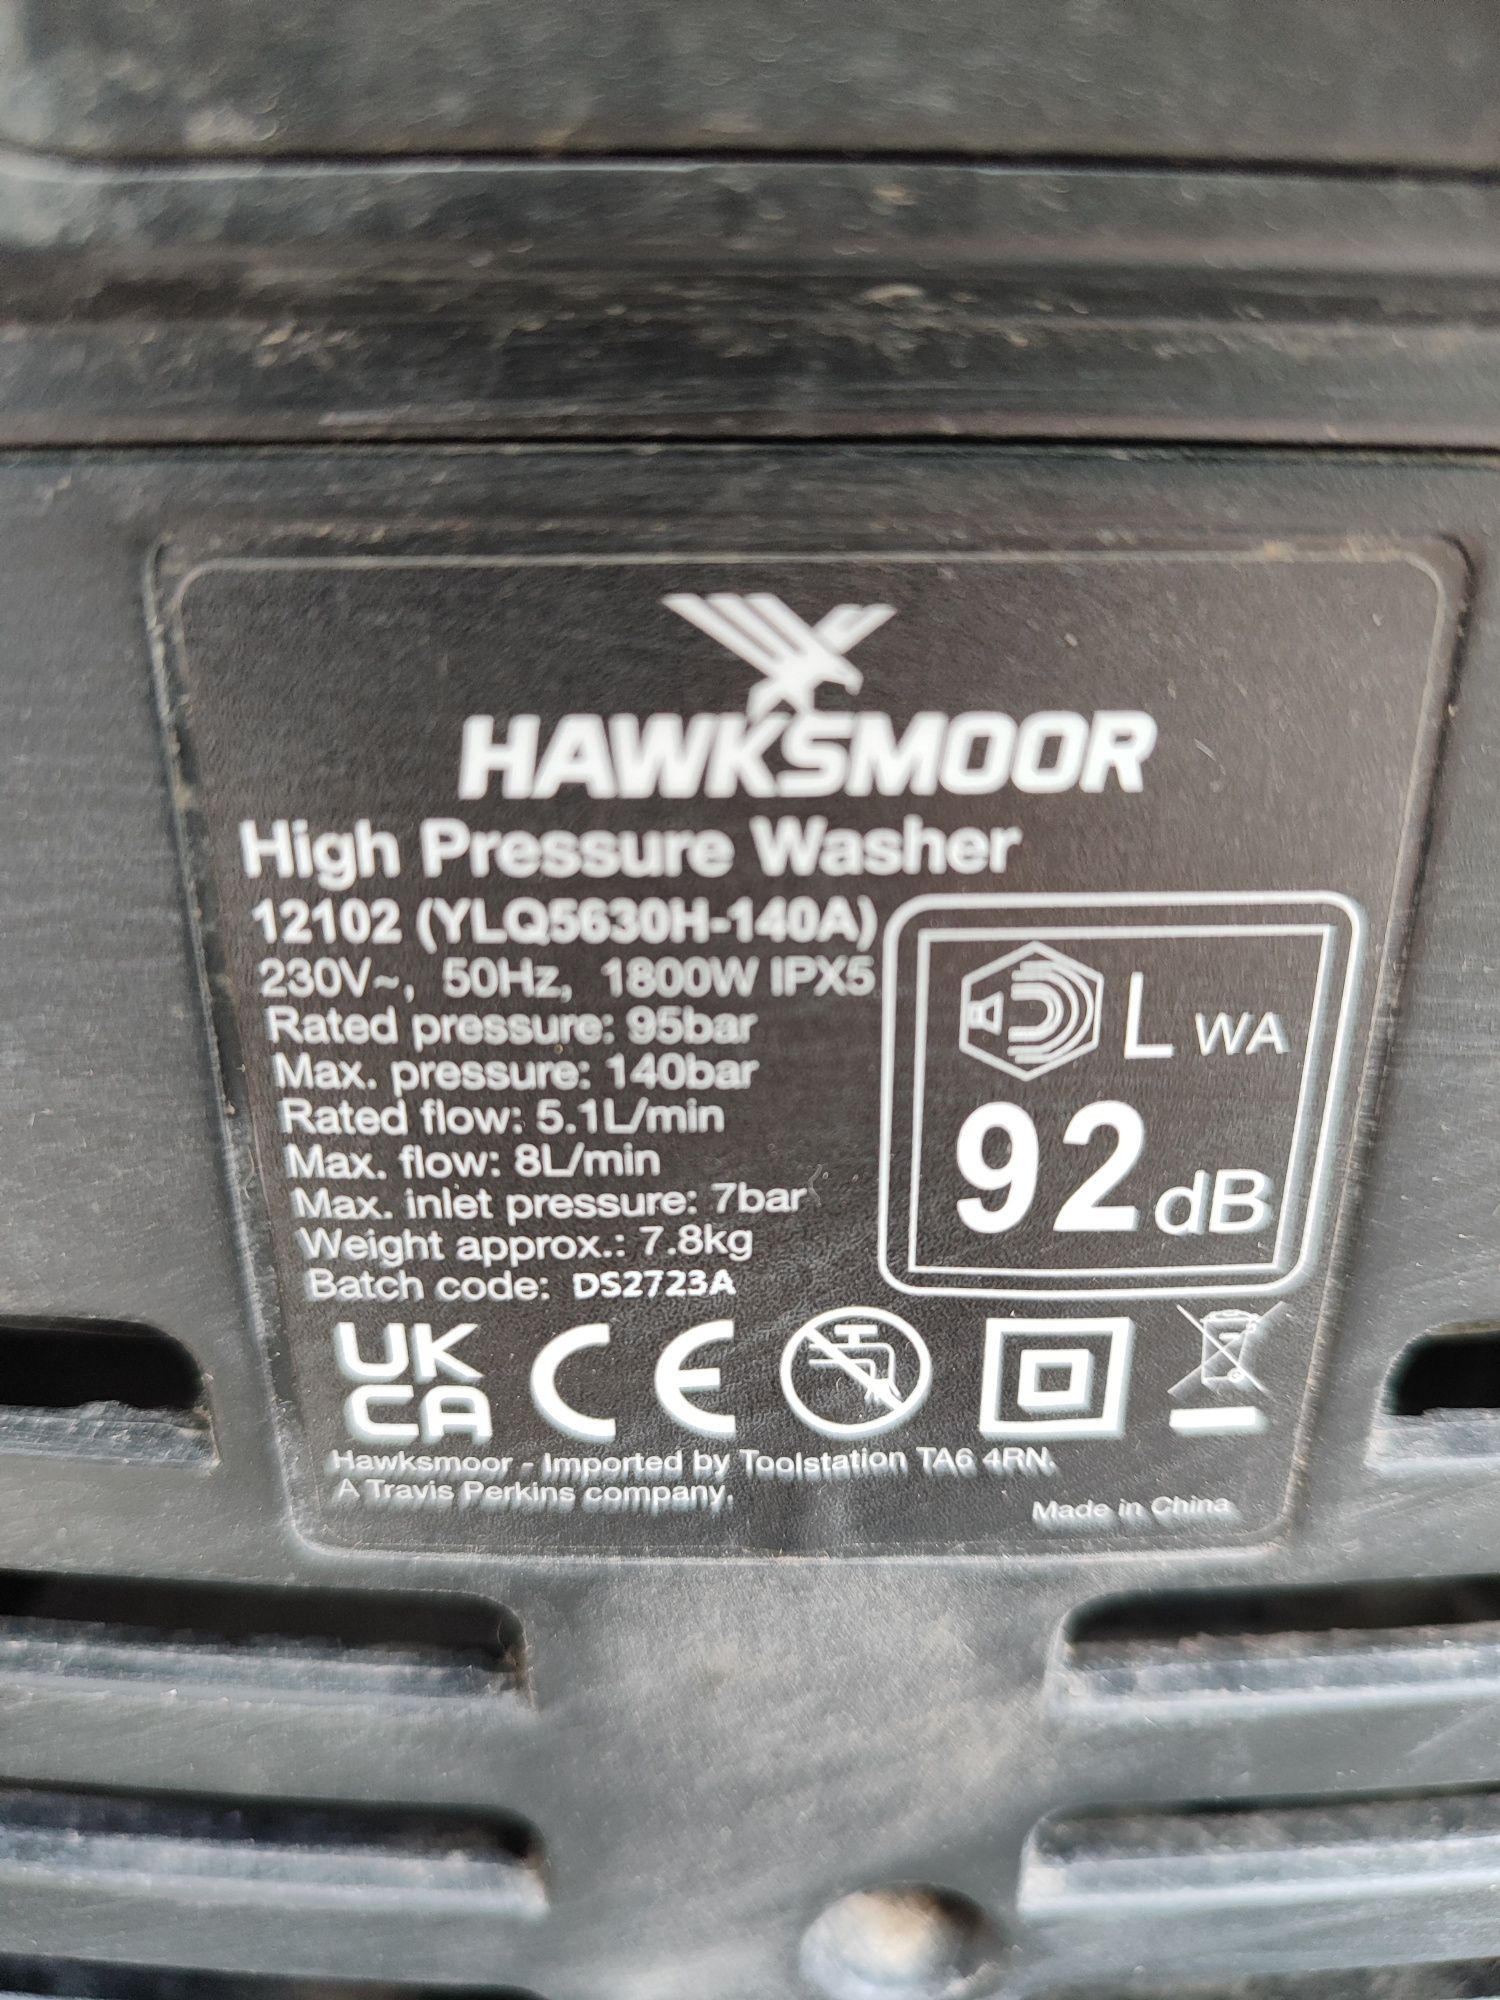 HAWKSMOOR
High Pressure Washer
12102 (YLQ5630H-140A)
230V~, 50Hz, 1800W IPX5
Rated pressure: 95bar
Max. pressure: 140bar
Rated flow: 5.1L/min
Max. flow: 8L/min
Max. inlet pressure: 7bar
Weight approx.: 7.8kg
Batch code: DS2723A
L WA
92 dB
UK
CA CE
Hawksmoor - Imported by Toolstation TA6 4RN.
A Travis Perkins company.
Made in China